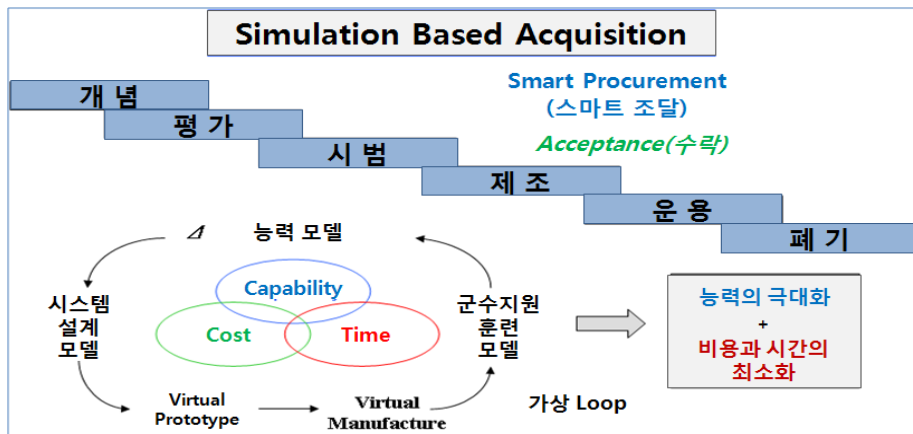 Simulation Based Acquisition
개 념
평 가
시 범
제 조
운 용
폐 기
Smart Procurement
(스마트 조달)
Acceptance(수락)
Δ 능력 모델
시스템
설계
모델
Capability
Cost
Time
군수지원
훈련
모델
Virtual
Prototype
Virtual
Manufacture
가상 Loop
능력의 극대화
+
비용과 시간의
최소화